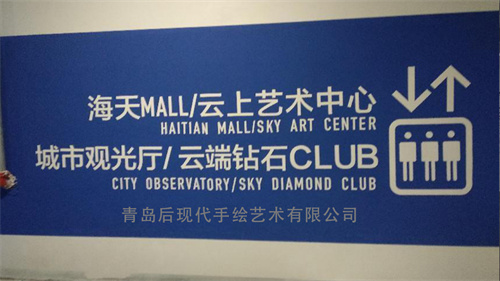 海天MALL/云上艺术中心
HAITIAN MALL/SKY ART CENTER
城市观光厅/云端钻石CLUB
CITY OBSERVATORY/SKY DIAMOND CLUB
青岛后现代手绘艺术有限公司